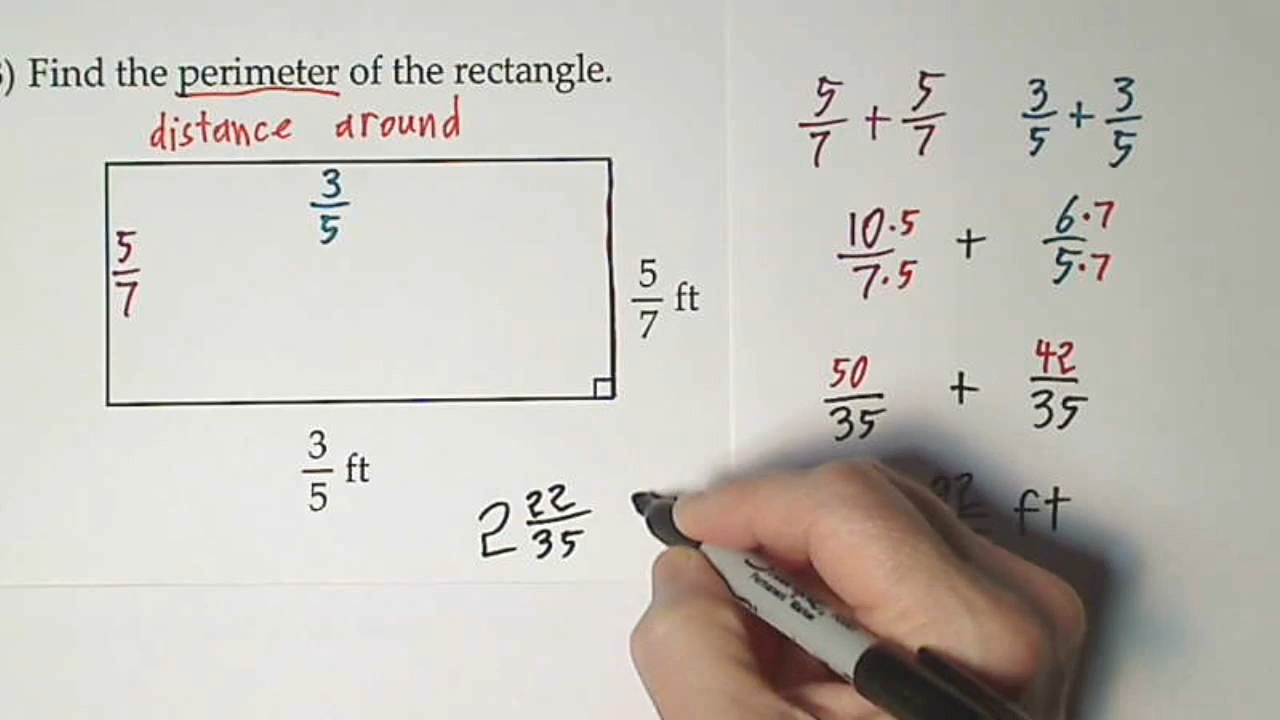 ) Find the perimeter of the rectangle.
distance around
3/5
5/7
5/7 ft
3/5 ft
5/7 + 5/7 3/5 + 3/5
10·5/7·5 + 6·7/5·7
50/35 + 42/35
ft
2 22/35